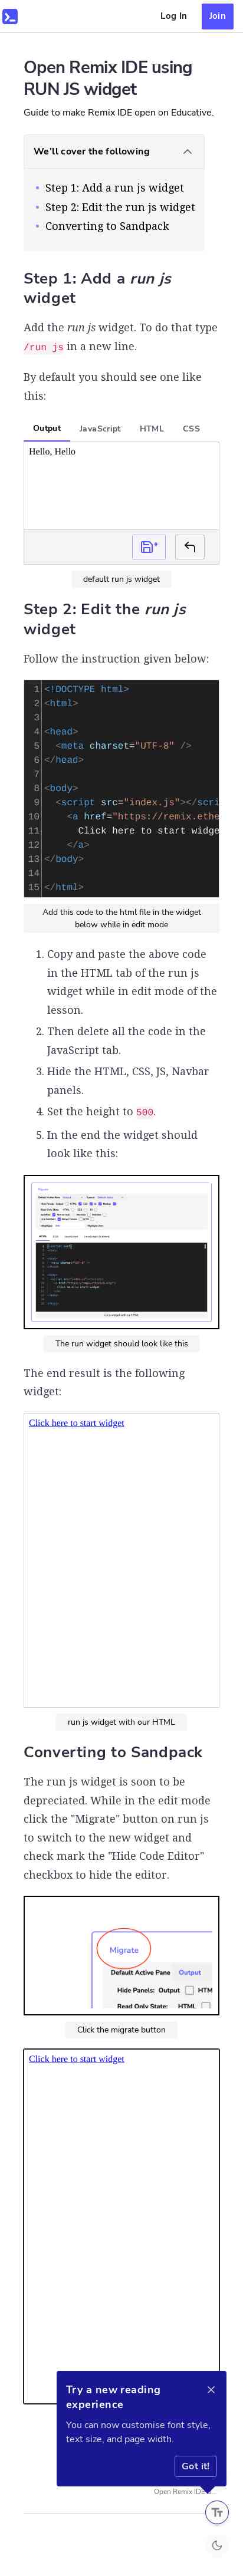 Log In
Join
Open Remix IDE using
RUN JS widget
Guide to make Remix IDE open on Educative.
We'll cover the following
Step 1: Add a run js widget
Step 2: Edit the run js widget
Converting to Sandpack
Step 1: Add a run js
widget
Add the run js widget. To do that type
/run js in new line.
By default you should see one like
this:
Output JavaScript HTML CSS
Hello, Hello
default run js widget
Step 2: Edit the run js
widget
Follow the instruction given below:
1 <!DOCTYPE html>
2 <html>
3
4 <head>
5 <meta charset="UTF-8" />
6 </head>
7
8 <body>
9 <script src="index.js"></scri
10 <a href="https://remix.ethe
11 Click here to start widge
12 </a>
13 </body>
14
15 </html>
Add this code to the html file in the widget
below while in edit mode
1. Copy and paste the above code
in the HTML tab of the run js
widget while in edit mode of the
lesson.
2. Then delete all the code in the
JavaScript tab.
3. Hide the HTML, CSS, JS, Navbar
panels.
4. Set the height to 500.
5. In the end the widget should
look like this:
The run widget should look like this
The end result is the following
widget:
Click here to start widget
run js widget with our HTML
Converting to Sandpack
The run js widget is soon to be
depreciated. While in the edit mode
click the "Migrate" button on run js
to switch to the new widget and
check mark the "Hide Code Editor"
checkbox to hide the editor.
Migrate
Default Active Pane Output
Hide Panels: Output HTM
Read Only State: HTML
Click the migrate button
Click here to start widget
Try a new reading
experience
You can now customise font style,
text size, and page width.
Got it!
Open Remix IDE